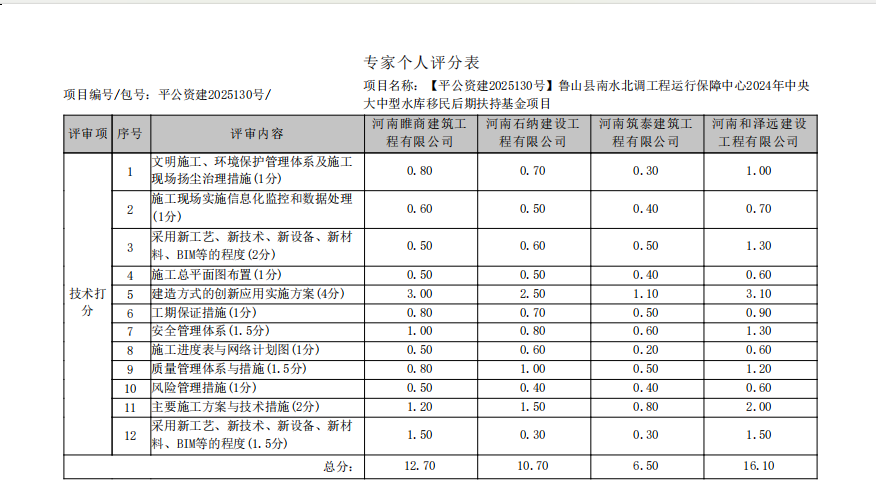 专家个人评分表
项目编号/包号: 平公资建2025130号/
项目名称: 【平公资建2025130号】鲁山县南水北调工程运行保障中心2024年中央
大中型水库移民后期扶持基金项目
评审项 序号 评审内容 河南睢商建筑工程有限公司 河南石纳建设工程有限公司 河南筑泰建筑工程有限公司 河南和泽远建设工程有限公司
技术打分
1 文明施工、环境保护管理体系及施工现场扬尘治理措施(1分) 0.80 0.70 0.30 1.00
2 施工现场实施信息化监控和数据处理(1分) 0.60 0.50 0.40 0.70
3 采用新工艺、新技术、新设备、新材料、BIM等的程度(2分) 0.50 0.60 0.50 1.30
4 施工总平面图布置(1分) 0.50 0.50 0.40 0.60
5 建造方式的创新应用实施方案(4分) 3.00 2.50 1.10 3.10
6 工期保证措施(1分) 0.80 0.70 0.50 0.90
7 安全管理体系(1.5分) 1.00 0.80 0.60 1.30
8 施工进度表与网络计划图(1分) 0.50 0.60 0.20 0.60
9 质量管理体系与措施(1.5分) 0.80 1.00 0.50 1.20
10 风险管理措施(1分) 0.50 0.40 0.40 0.60
11 主要施工方案与技术措施(2分) 1.20 1.50 0.80 2.00
12 采用新工艺、新技术、新设备、新材料、BIM等的程度(1.5分) 1.50 0.30 0.30 1.50
总分: 12.70 10.70 6.50 16.10